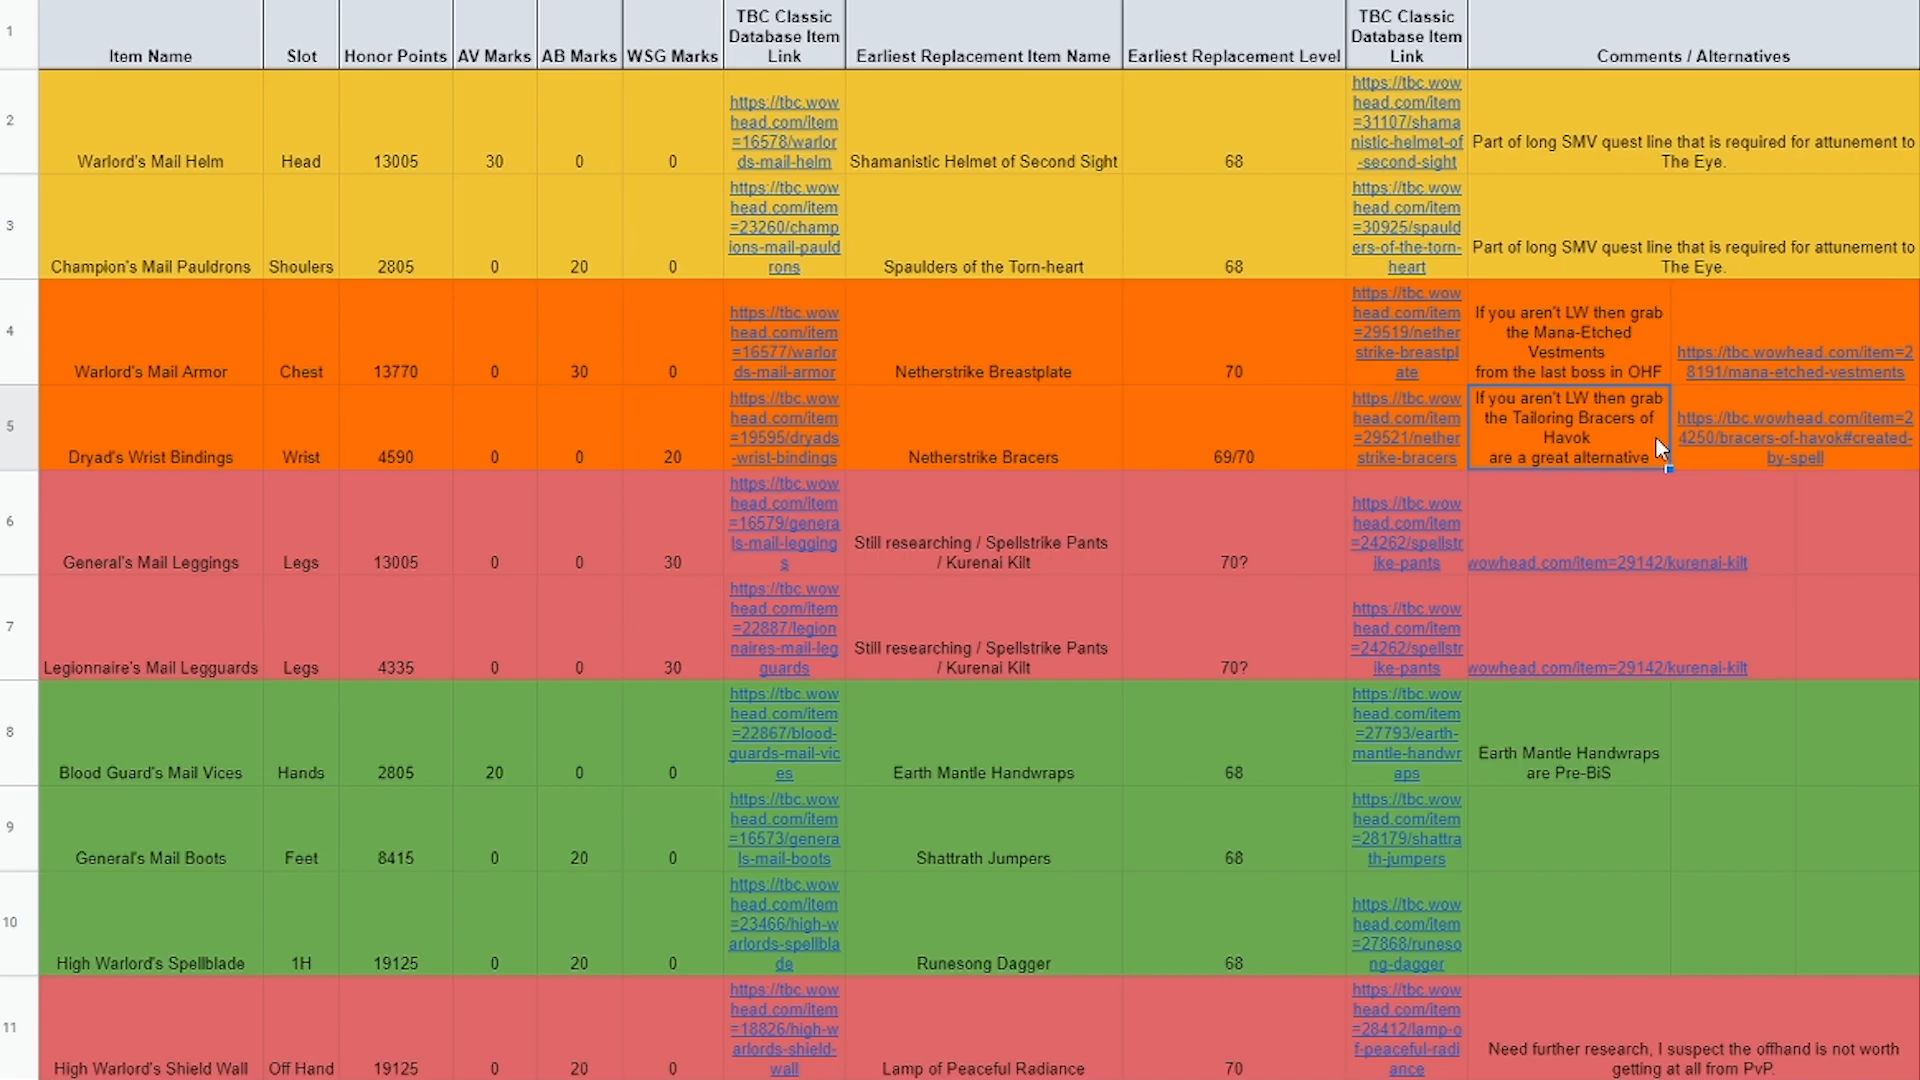 1
Item Name
Slot
Honor Points
AV Marks
AB Marks
WSG Marks
TBC Classic
Database Item
Link
Earliest Replacement Item Name
Earliest Replacement Level
TBC Classic
Database Item
Link
Comments / Alternatives
2
Warlord's Mail Helm
Head
13005
30
0
0
https://tbc.wow
head.com/item
=16578/warlor
ds-mail-helm
Shamanistic Helmet of Second Sight
68
https://tbc.wow
head.com/item
=31107/shama
nistic-helmet-of
-second-sight
Part of long SMV quest line that is required for attunement to
The Eye.
3
Champion's Mail Pauldrons
Shoulers
2805
0
20
0
https://tbc.wow
head.com/item
=23260/champ
ions-mail-pauld
rons
Spaulders of the Torn-heart
68
https://tbc.wow
head.com/item
=30925/spauld
ers-of-the-torn-
heart
Part of long SMV quest line that is required for attunement to
The Eye.
4
Warlord's Mail Armor
Chest
13770
0
30
0
https://tbc.wow
head.com/item
=16577/warlor
ds-mail-armor
Netherstrike Breastplate
70
https://tbc.wow
head.com/item
=29519/nether
strike-breastpl
ate
If you aren't LW then grab
the Mana-Etched
Vestments
from the last boss in OHF
https://tbc.wowhead.com/item=2
8191/mana-etched-vestments
5
Dryad's Wrist Bindings
Wrist
4590
0
0
20
https://tbc.wow
head.com/item
=19595/dryads
-wrist-bindings
Netherstrike Bracers
69/70
https://tbc.wow
head.com/item
=29521/nether
strike-bracers
If you aren't LW then grab
the Tailoring Bracers of
Havok
are a great alternative
https://tbc.wowhead.com/item=2
4250/bracers-of-havok#created-
by-spell
6
General's Mail Leggings
Legs
13005
0
0
30
https://tbc.wow
head.com/item
=16579/genera
ls-mail-legging
s
Still researching / Spellstrike Pants
/ Kurenai Kilt
70?
https://tbc.wow
head.com/item
=24262/spellstr
ike-pants
wowhead.com/item=29142/kurenai-kilt
7
Legionnaire's Mail Legguards
Legs
4335
0
0
30
https://tbc.wow
head.com/item
=22887/legion
naires-mail-leg
guards
Still researching / Spellstrike Pants
/ Kurenai Kilt
70?
https://tbc.wow
head.com/item
=24262/spellstr
ike-pants
wowhead.com/item=29142/kurenai-kilt
8
Blood Guard's Mail Vices
Hands
2805
20
0
0
https://tbc.wow
head.com/item
=22867/blood-
guards-mail-vic
es
Earth Mantle Handwraps
68
https://tbc.wow
head.com/item
=27793/earth-
mantle-handwr
aps
Earth Mantle Handwraps
are Pre-BiS
9
General's Mail Boots
Feet
8415
0
20
0
https://tbc.wow
head.com/item
=16573/genera
ls-mail-boots
Shattrath Jumpers
68
https://tbc.wow
head.com/item
=28179/shattra
th-jumpers
10
High Warlord's Spellblade
1H
19125
0
20
0
https://tbc.wow
head.com/item
=23466/high-w
arlords-spellbla
de
Runesong Dagger
68
https://tbc.wow
head.com/item
=27868/runeso
ng-dagger
11
High Warlord's Shield Wall
Off Hand
19125
0
20
0
https://tbc.wow
head.com/item
=18826/high-w
arlords-shield-
wall
Lamp of Peaceful Radiance
70
https://tbc.wow
head.com/item
=28412/lamp-o
f-peaceful-radi
ance
Need further research, I suspect the offhand is not worth
getting at all from PvP.